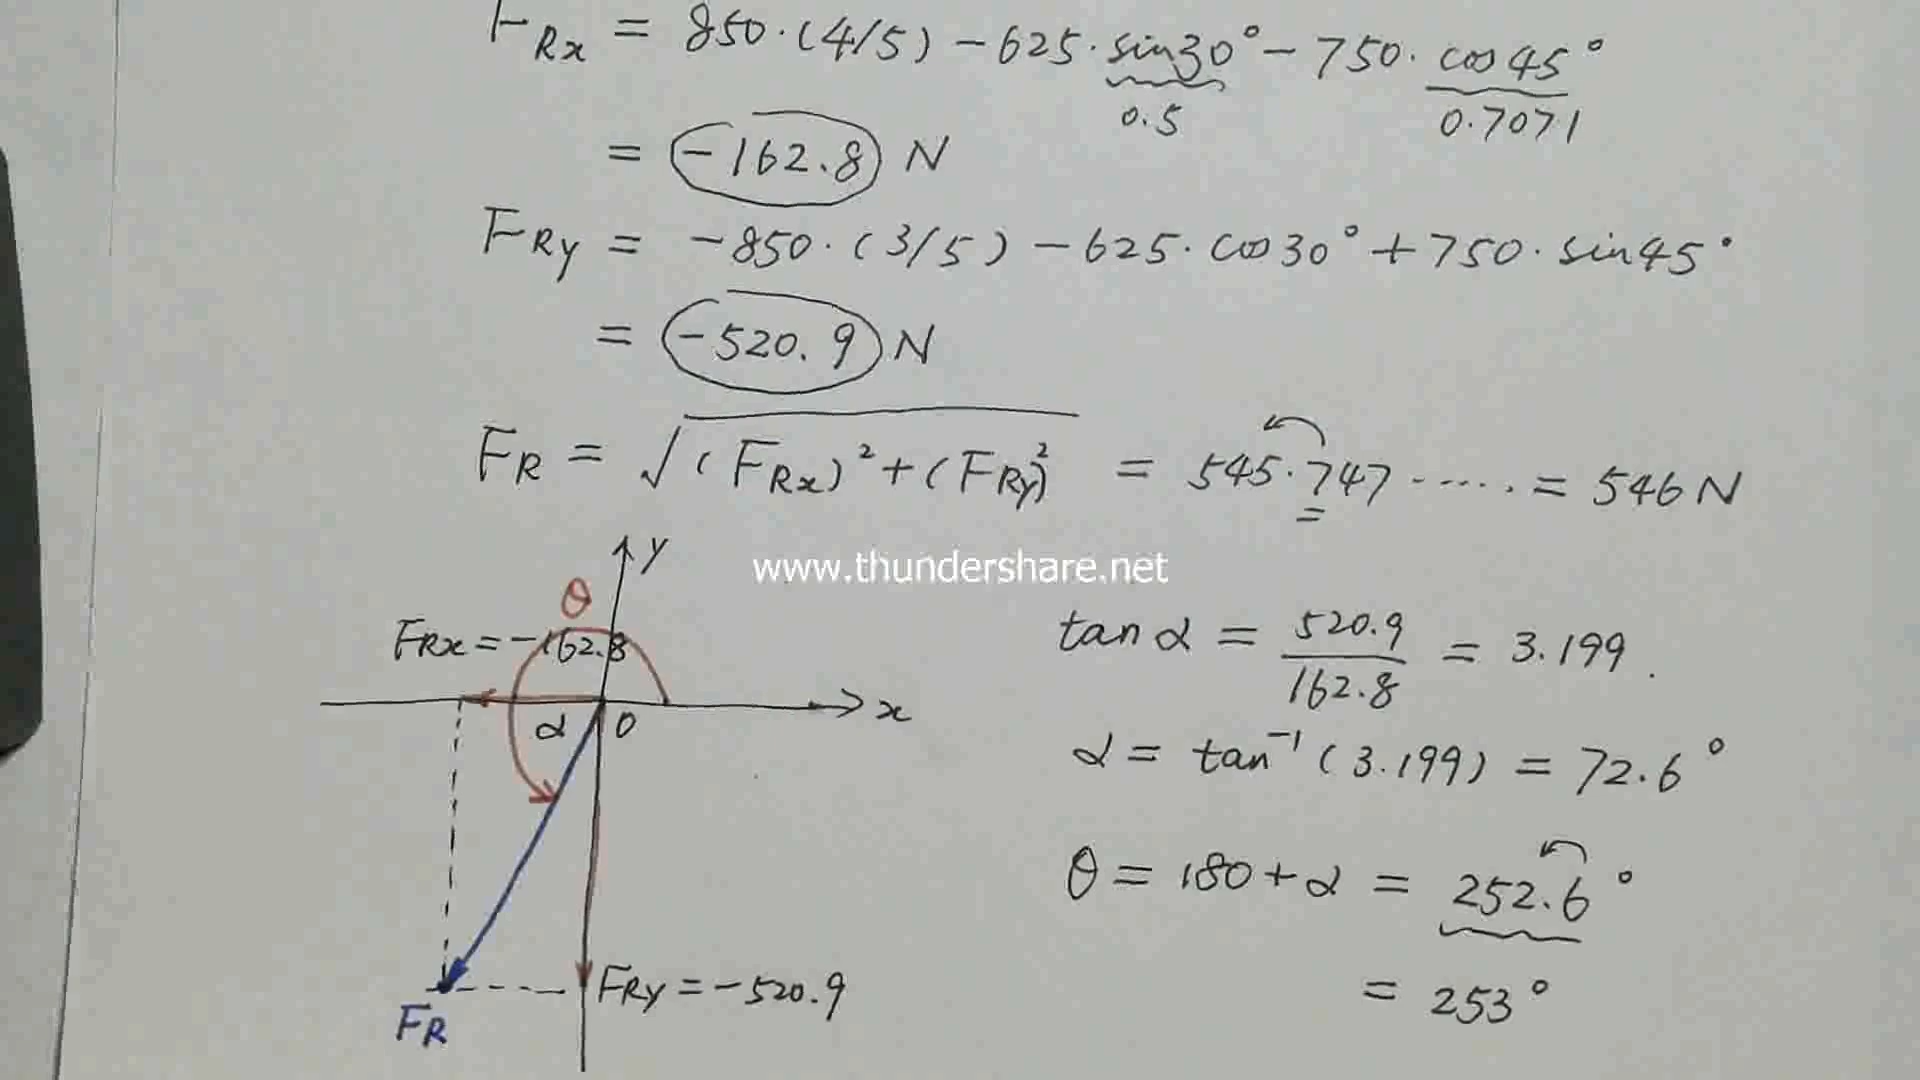 FRx = 850·(4/5) - 625·sin30° - 750·cos45°
0.5
0.7071
= -162.8 N
FRy = -850·(3/5) - 625·cos30° + 750·sin45°
= -520.9 N
FR = √(FRx)² + (FRy)² = 545.747 ····· = 546 N
www.thundershare.net
y
θ
FRx = -162.8
x
α
O
FRy = -520.9
FR
tan α = 520.9/162.8 = 3.199.
α = tan⁻¹(3.199) = 72.6°
θ = 180 + α = 252.6°
= 253°